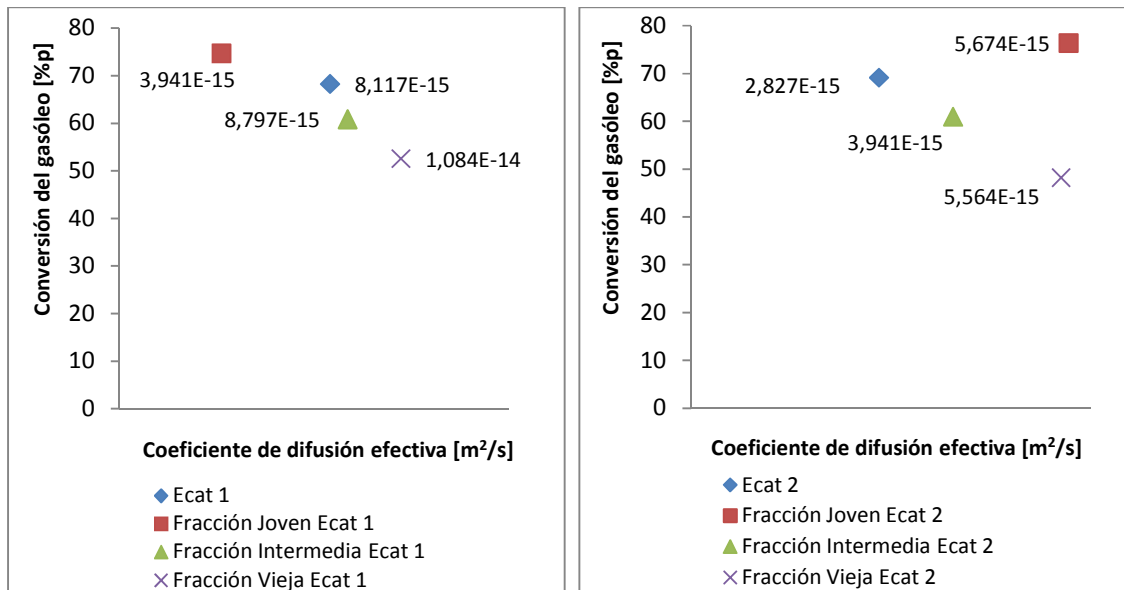 Conversión del gasóleo [%p]
80
70
60
50
40
30
20
10
0
3,941E-15
8,117E-15
8,797E-15
1,084E-14
Coeficiente de difusión efectiva [m²/s]
Ecat 1
Fracción Joven Ecat 1
Fracción Intermedia Ecat 1
Fracción Vieja Ecat 1
Conversión del gasóleo [%p]
80
70
60
50
40
30
20
10
0
5,674E-15
2,827E-15
3,941E-15
5,564E-15
Coeficiente de difusión efectiva [m²/s]
Ecat 2
Fracción Joven Ecat 2
Fracción Intermedia Ecat 2
Fracción Vieja Ecat 2